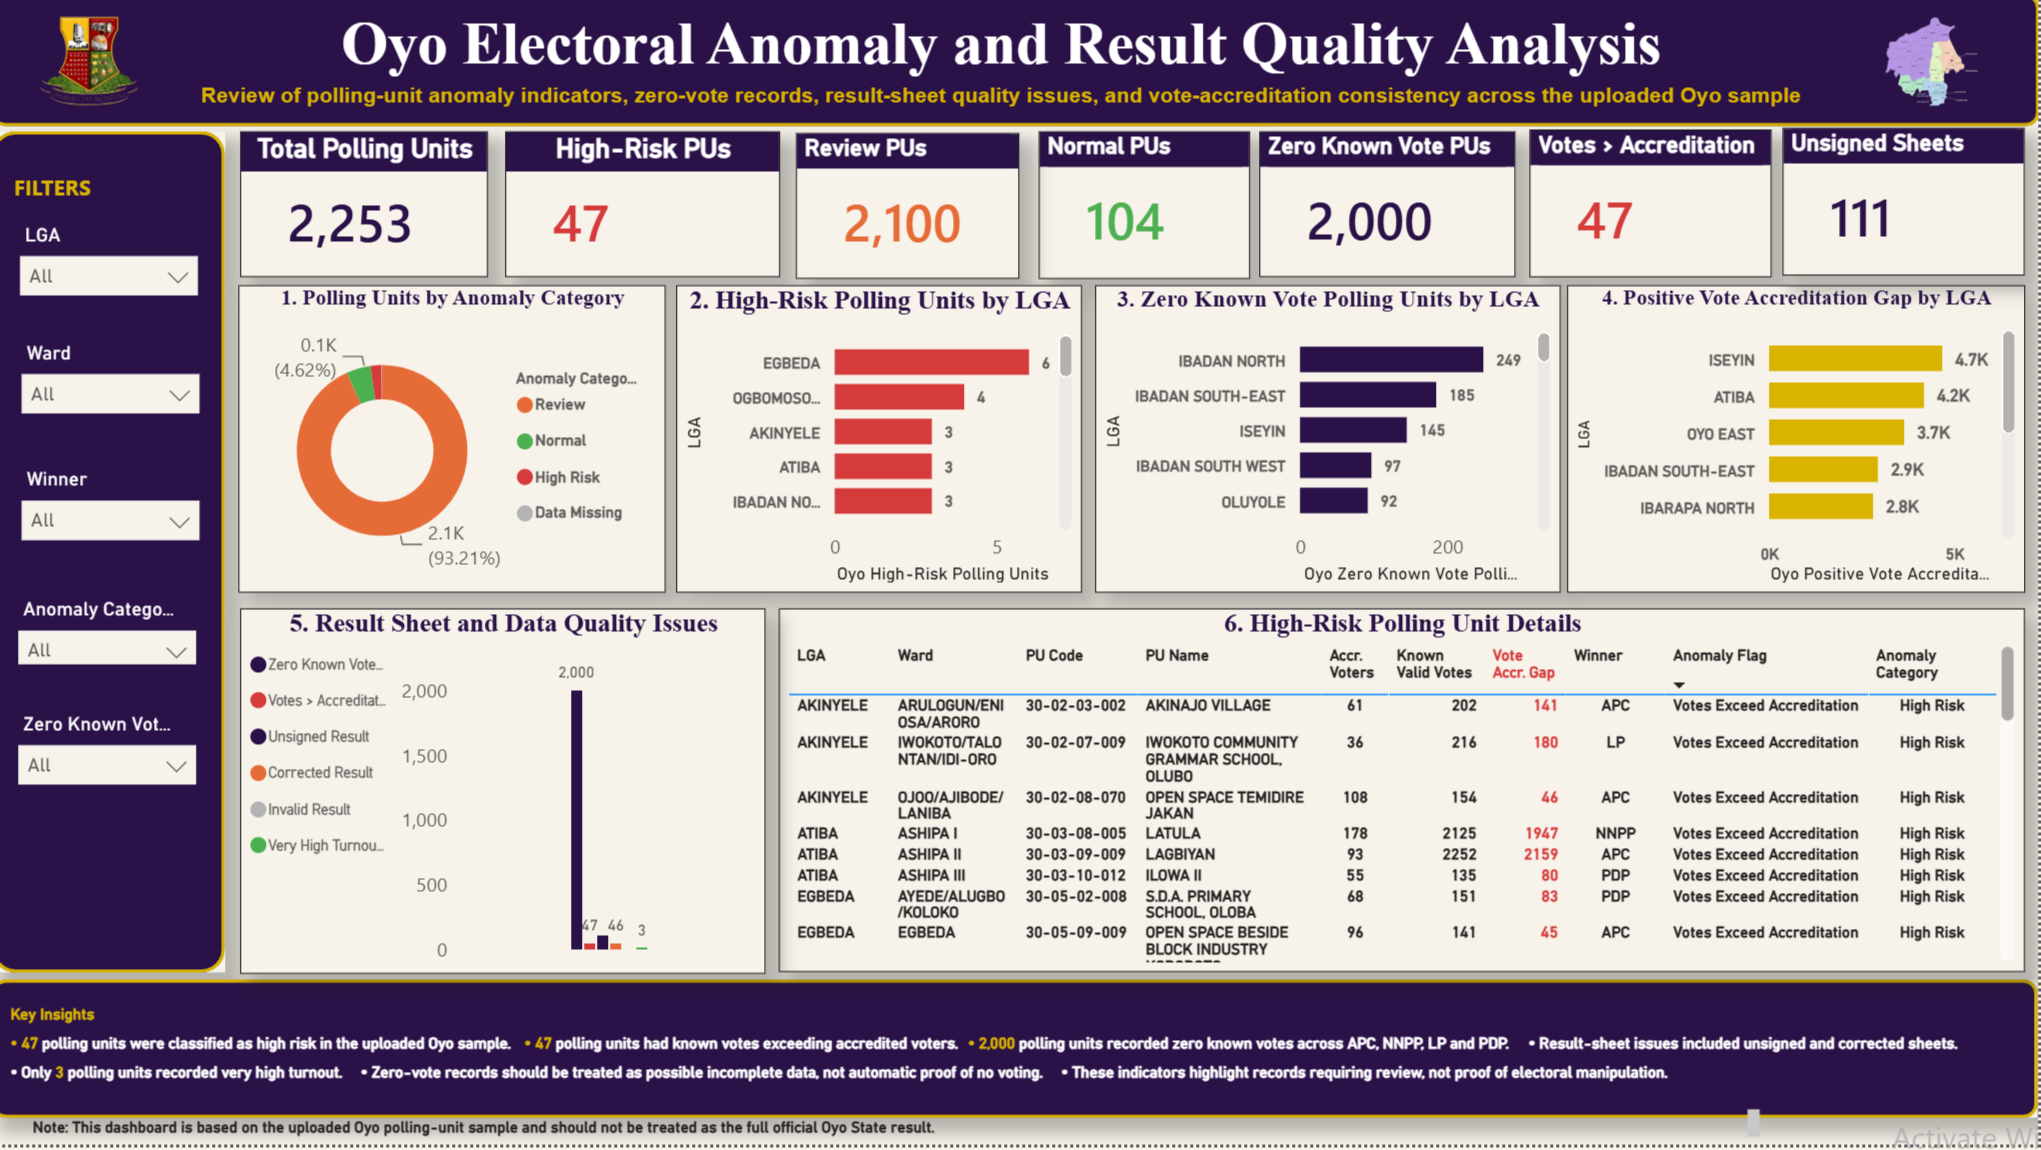 Oyo Electoral Anomaly and Result Quality Analysis
Review of polling-unit anomaly indicators, zero-vote records, result-sheet quality issues, and vote-accreditation consistency across the uploaded Oyo sample
FILTERS
LGA
All
Ward
All
Winner
All
Anomaly Catego...
All
Zero Known Vot...
All
Total Polling Units
2,253
High-Risk PUs
47
Review PUs
2,100
Normal PUs
104
Zero Known Vote PUs
2,000
Votes > Accreditation
47
Unsigned Sheets
111
1. Polling Units by Anomaly Category
0.1K
(4.62%)
2.1K
(93.21%)
Anomaly Catego...
Review
Normal
High Risk
Data Missing
2. High-Risk Polling Units by LGA
LGA
EGBEDA 6
OGBOMOSO... 4
AKINYELE 3
ATIBA 3
IBADAN NO... 3
0 5
Oyo High-Risk Polling Units
3. Zero Known Vote Polling Units by LGA
LGA
IBADAN NORTH 249
IBADAN SOUTH-EAST 185
ISEYIN 145
IBADAN SOUTH WEST 97
OLUYOLE 92
0 200
Oyo Zero Known Vote Polli...
4. Positive Vote Accreditation Gap by LGA
LGA
ISEYIN 4.7K
ATIBA 4.2K
OYO EAST 3.7K
IBADAN SOUTH-EAST 2.9K
IBARAPA NORTH 2.8K
0K 5K
Oyo Positive Vote Accredita...
5. Result Sheet and Data Quality Issues
Zero Known Vote...
Votes > Accreditat...
Unsigned Result
Corrected Result
Invalid Result
Very High Turnou...
2,000
1,500
1,000
500
0
2,000
47 46 3
6. High-Risk Polling Unit Details
LGA Ward PU Code PU Name Accr. Known Vote Winner Anomaly Flag Anomaly
Voters Valid Votes Accr. Gap Category
AKINYELE ARULOGUN/ENI 30-02-03-002 AKINAJO VILLAGE 61 202 141 APC Votes Exceed Accreditation High Risk
OSA/ARORO
AKINYELE IWOKOTO/TALO 30-02-07-009 IWOKOTO COMMUNITY 36 216 180 LP Votes Exceed Accreditation High Risk
NTAN/IDI-ORO GRAMMAR SCHOOL,
OLUBO
AKINYELE OJOO/AJIBODE/ 30-02-08-070 OPEN SPACE TEMIDIRE 108 154 46 APC Votes Exceed Accreditation High Risk
LANIBA JAKAN
ATIBA ASHIPA I 30-03-08-005 LATULA 178 2125 1947 NNPP Votes Exceed Accreditation High Risk
ATIBA ASHIPA II 30-03-09-009 LAGBIYAN 93 2252 2159 APC Votes Exceed Accreditation High Risk
ATIBA ASHIPA III 30-03-10-012 ILOWA II 55 135 80 PDP Votes Exceed Accreditation High Risk
EGBEDA AYEDE/ALUGBO 30-05-02-008 S.D.A. PRIMARY 68 151 83 PDP Votes Exceed Accreditation High Risk
/KOLOKO SCHOOL, OLOBA
EGBEDA EGBEDA 30-05-09-009 OPEN SPACE BESIDE 96 141 45 APC Votes Exceed Accreditation High Risk
BLOCK INDUSTRY
Key Insights
• 47 polling units were classified as high risk in the uploaded Oyo sample. • 47 polling units had known votes exceeding accredited voters. • 2,000 polling units recorded zero known votes across APC, NNPP, LP and PDP. • Result-sheet issues included unsigned and corrected sheets.
• Only 3 polling units recorded very high turnout. • Zero-vote records should be treated as possible incomplete data, not automatic proof of no voting. • These indicators highlight records requiring review, not proof of electoral manipulation.
Note: This dashboard is based on the uploaded Oyo polling-unit sample and should not be treated as the full official Oyo State result.
Activate